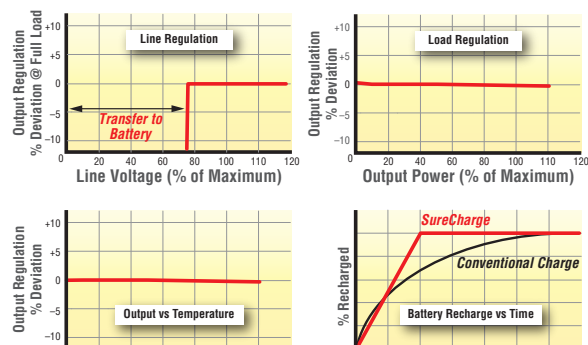 Output Regulation
% Deviation @ Full Load
+10
+5
0
−5
−10
Line Regulation
Transfer to
Battery
0 20 40 60 80 100 110 120
Line Voltage (% of Maximum)
Output Regulation
% Deviation
+10
+5
0
−5
−10
Load Regulation
0 20 40 60 80 100 110 120
Output Power (% of Maximum)
Output Regulation
% Deviation
+10
+5
0
−5
−10
Output vs Temperature
% Recharged
SureCharge
Conventional Charge
Battery Recharge vs Time